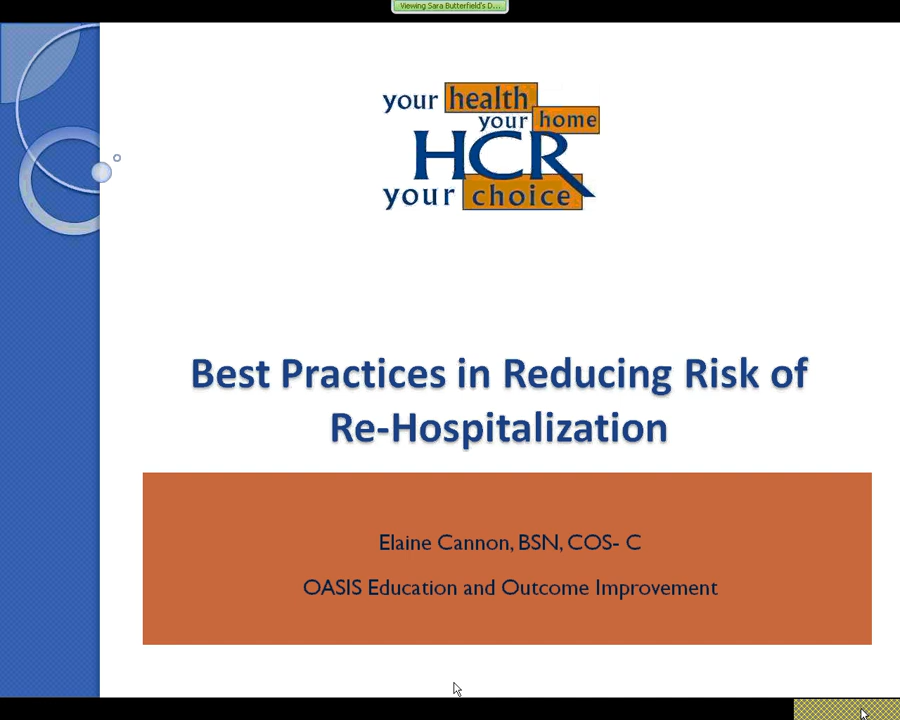 Viewing Sara Butterfield's D...
your health
your home
HCR
your choice
Best Practices in Reducing Risk of
Re-Hospitalization
Elaine Cannon, BSN, COS- C
OASIS Education and Outcome Improvement